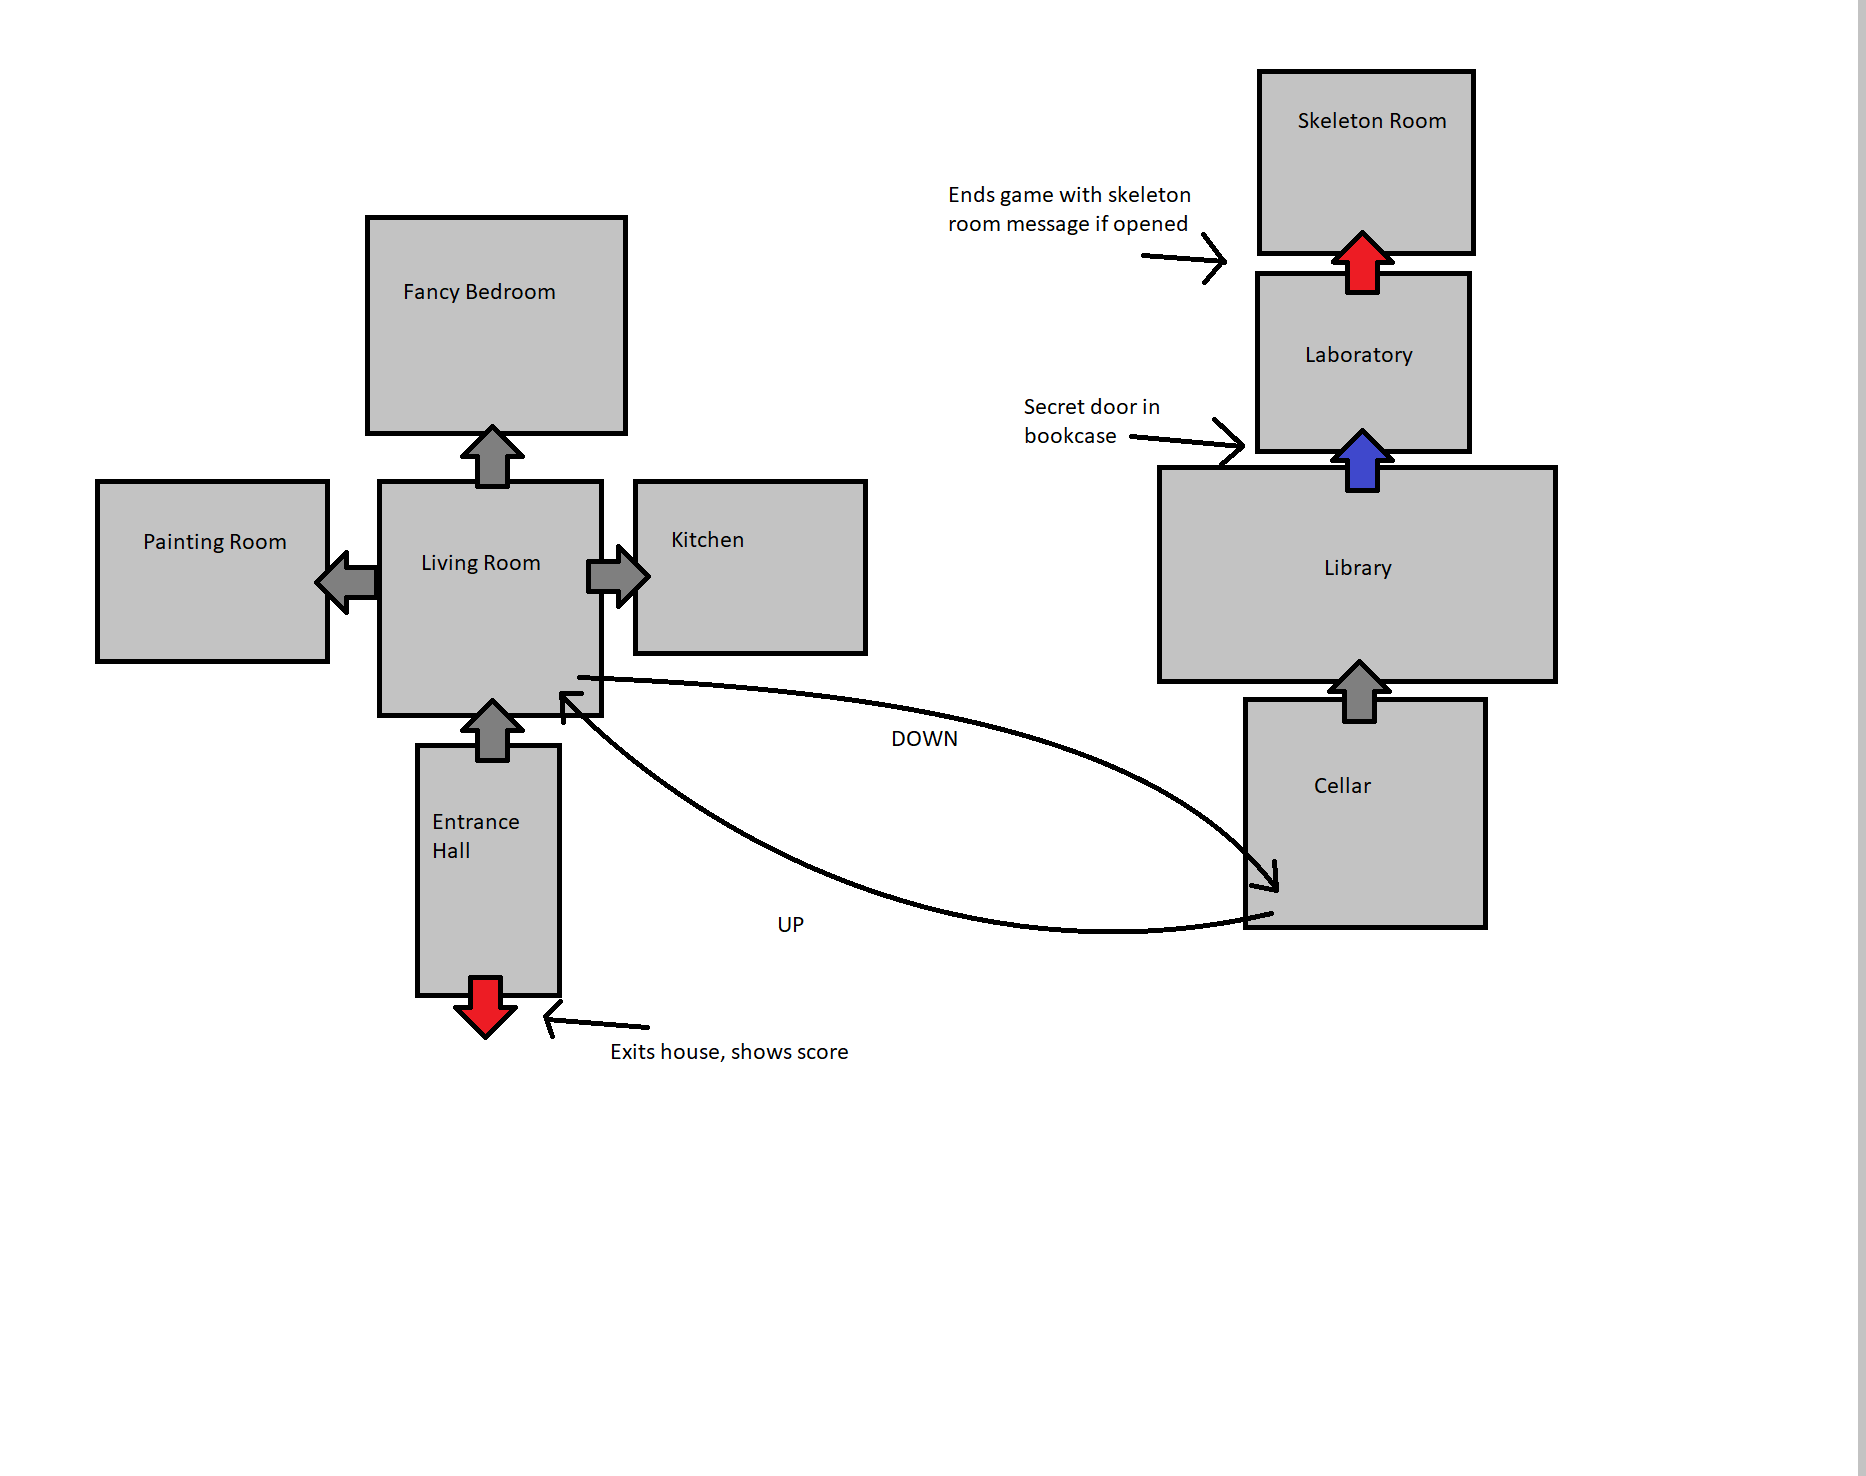 Skeleton Room
Ends game with skeleton
room message if opened
Fancy Bedroom
Laboratory
Secret door in
bookcase
Painting Room
Living Room
Kitchen
Library
DOWN
Cellar
Entrance
Hall
UP
Exits house, shows score